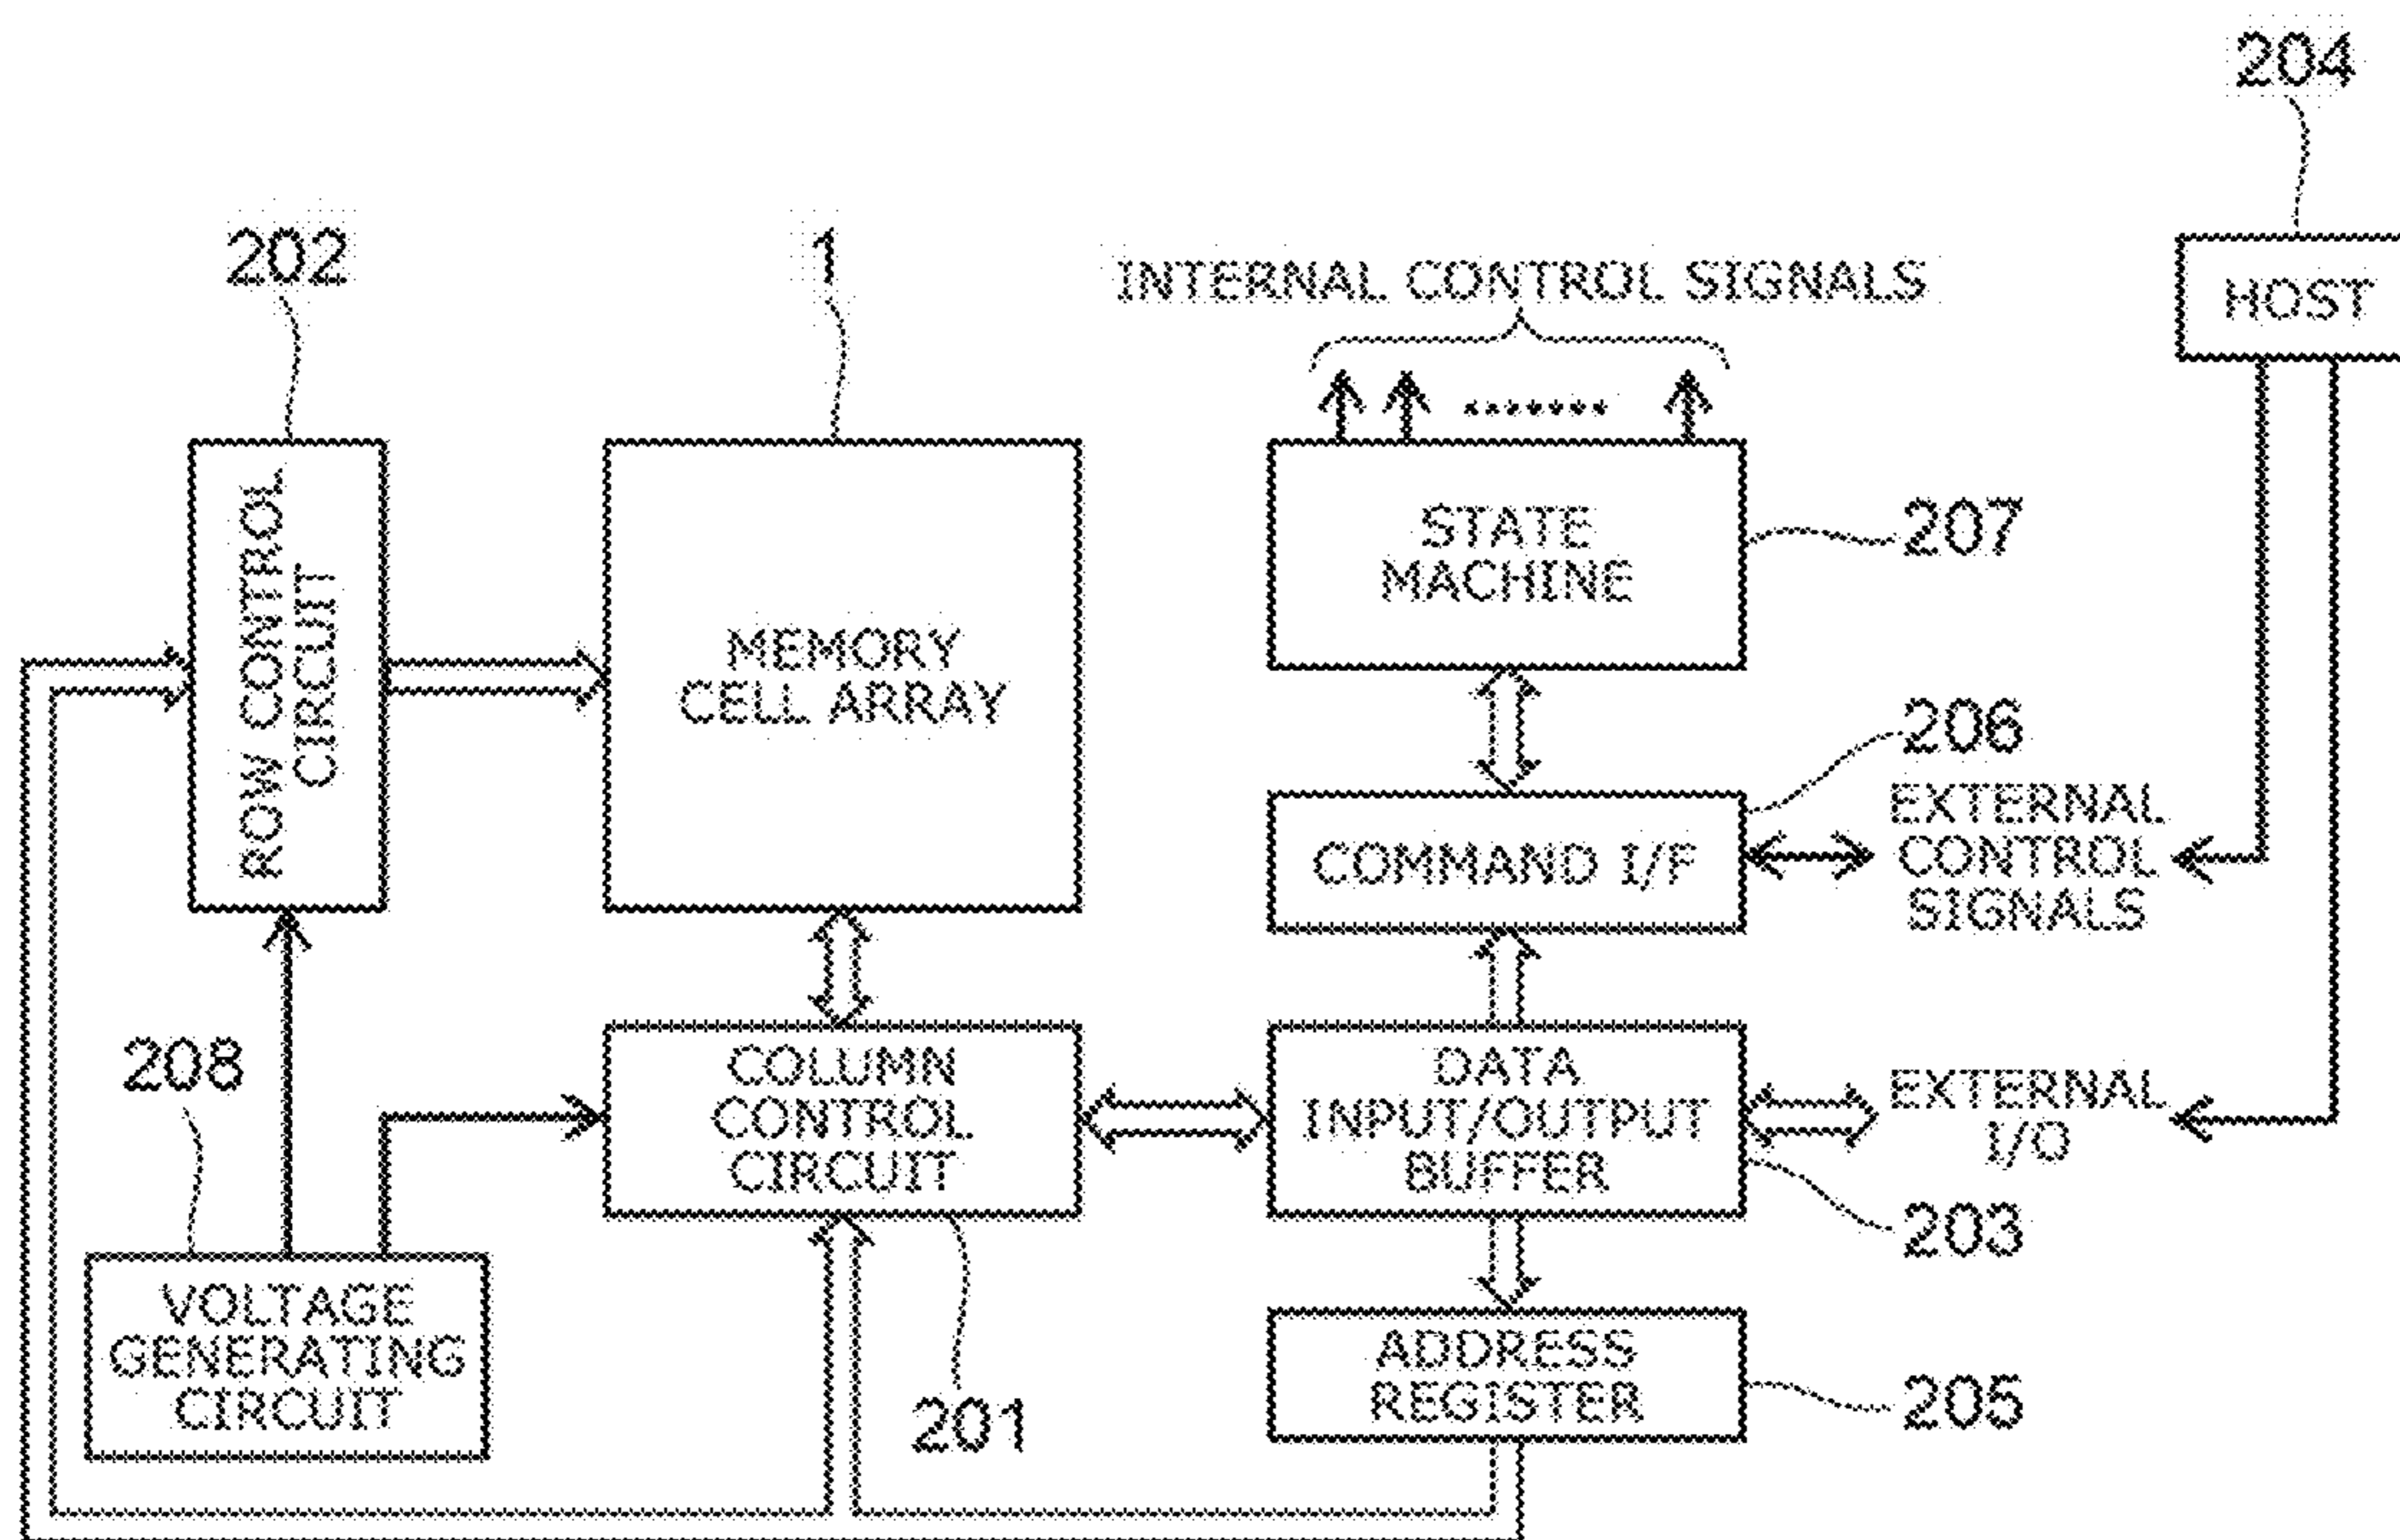 204
202
1
INTERNAL CONTROL SIGNALS
HOST
ROW CONTROL
CIRCUIT
MEMORY
CELL ARRAY
STATE
MACHINE
207
206
COMMAND I/F
EXTERNAL
CONTROL
SIGNALS
208
COLUMN
CONTROL
CIRCUIT
DATA
INPUT/OUTPUT
BUFFER
EXTERNAL
I/O
203
VOLTAGE
GENERATING
CIRCUIT
201
ADDRESS
REGISTER
205